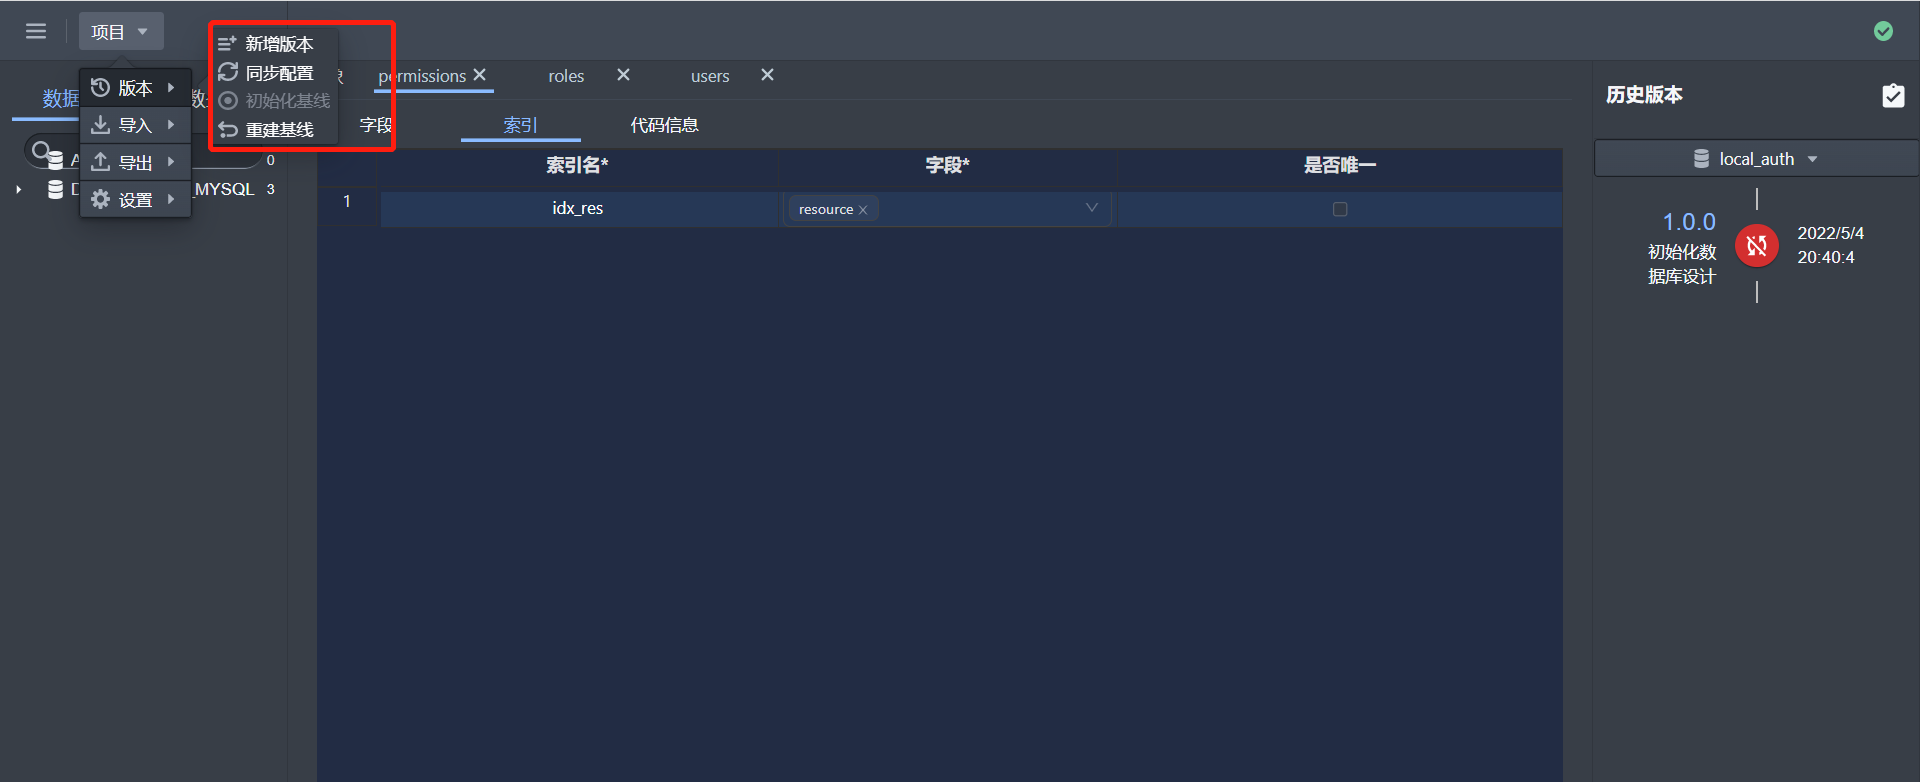 项目
新增版本
同步配置
初始化基线
重建基线
版本
导入
导出
设置
数据
数
A
0
D
_MYSQL
3
permissions
roles
users
字段
索引
代码信息
索引名*
字段*
是否唯一
1
idx_res
resource
历史版本
local_auth
1.0.0
初始化数
据库设计
2022/5/4
20:40:4